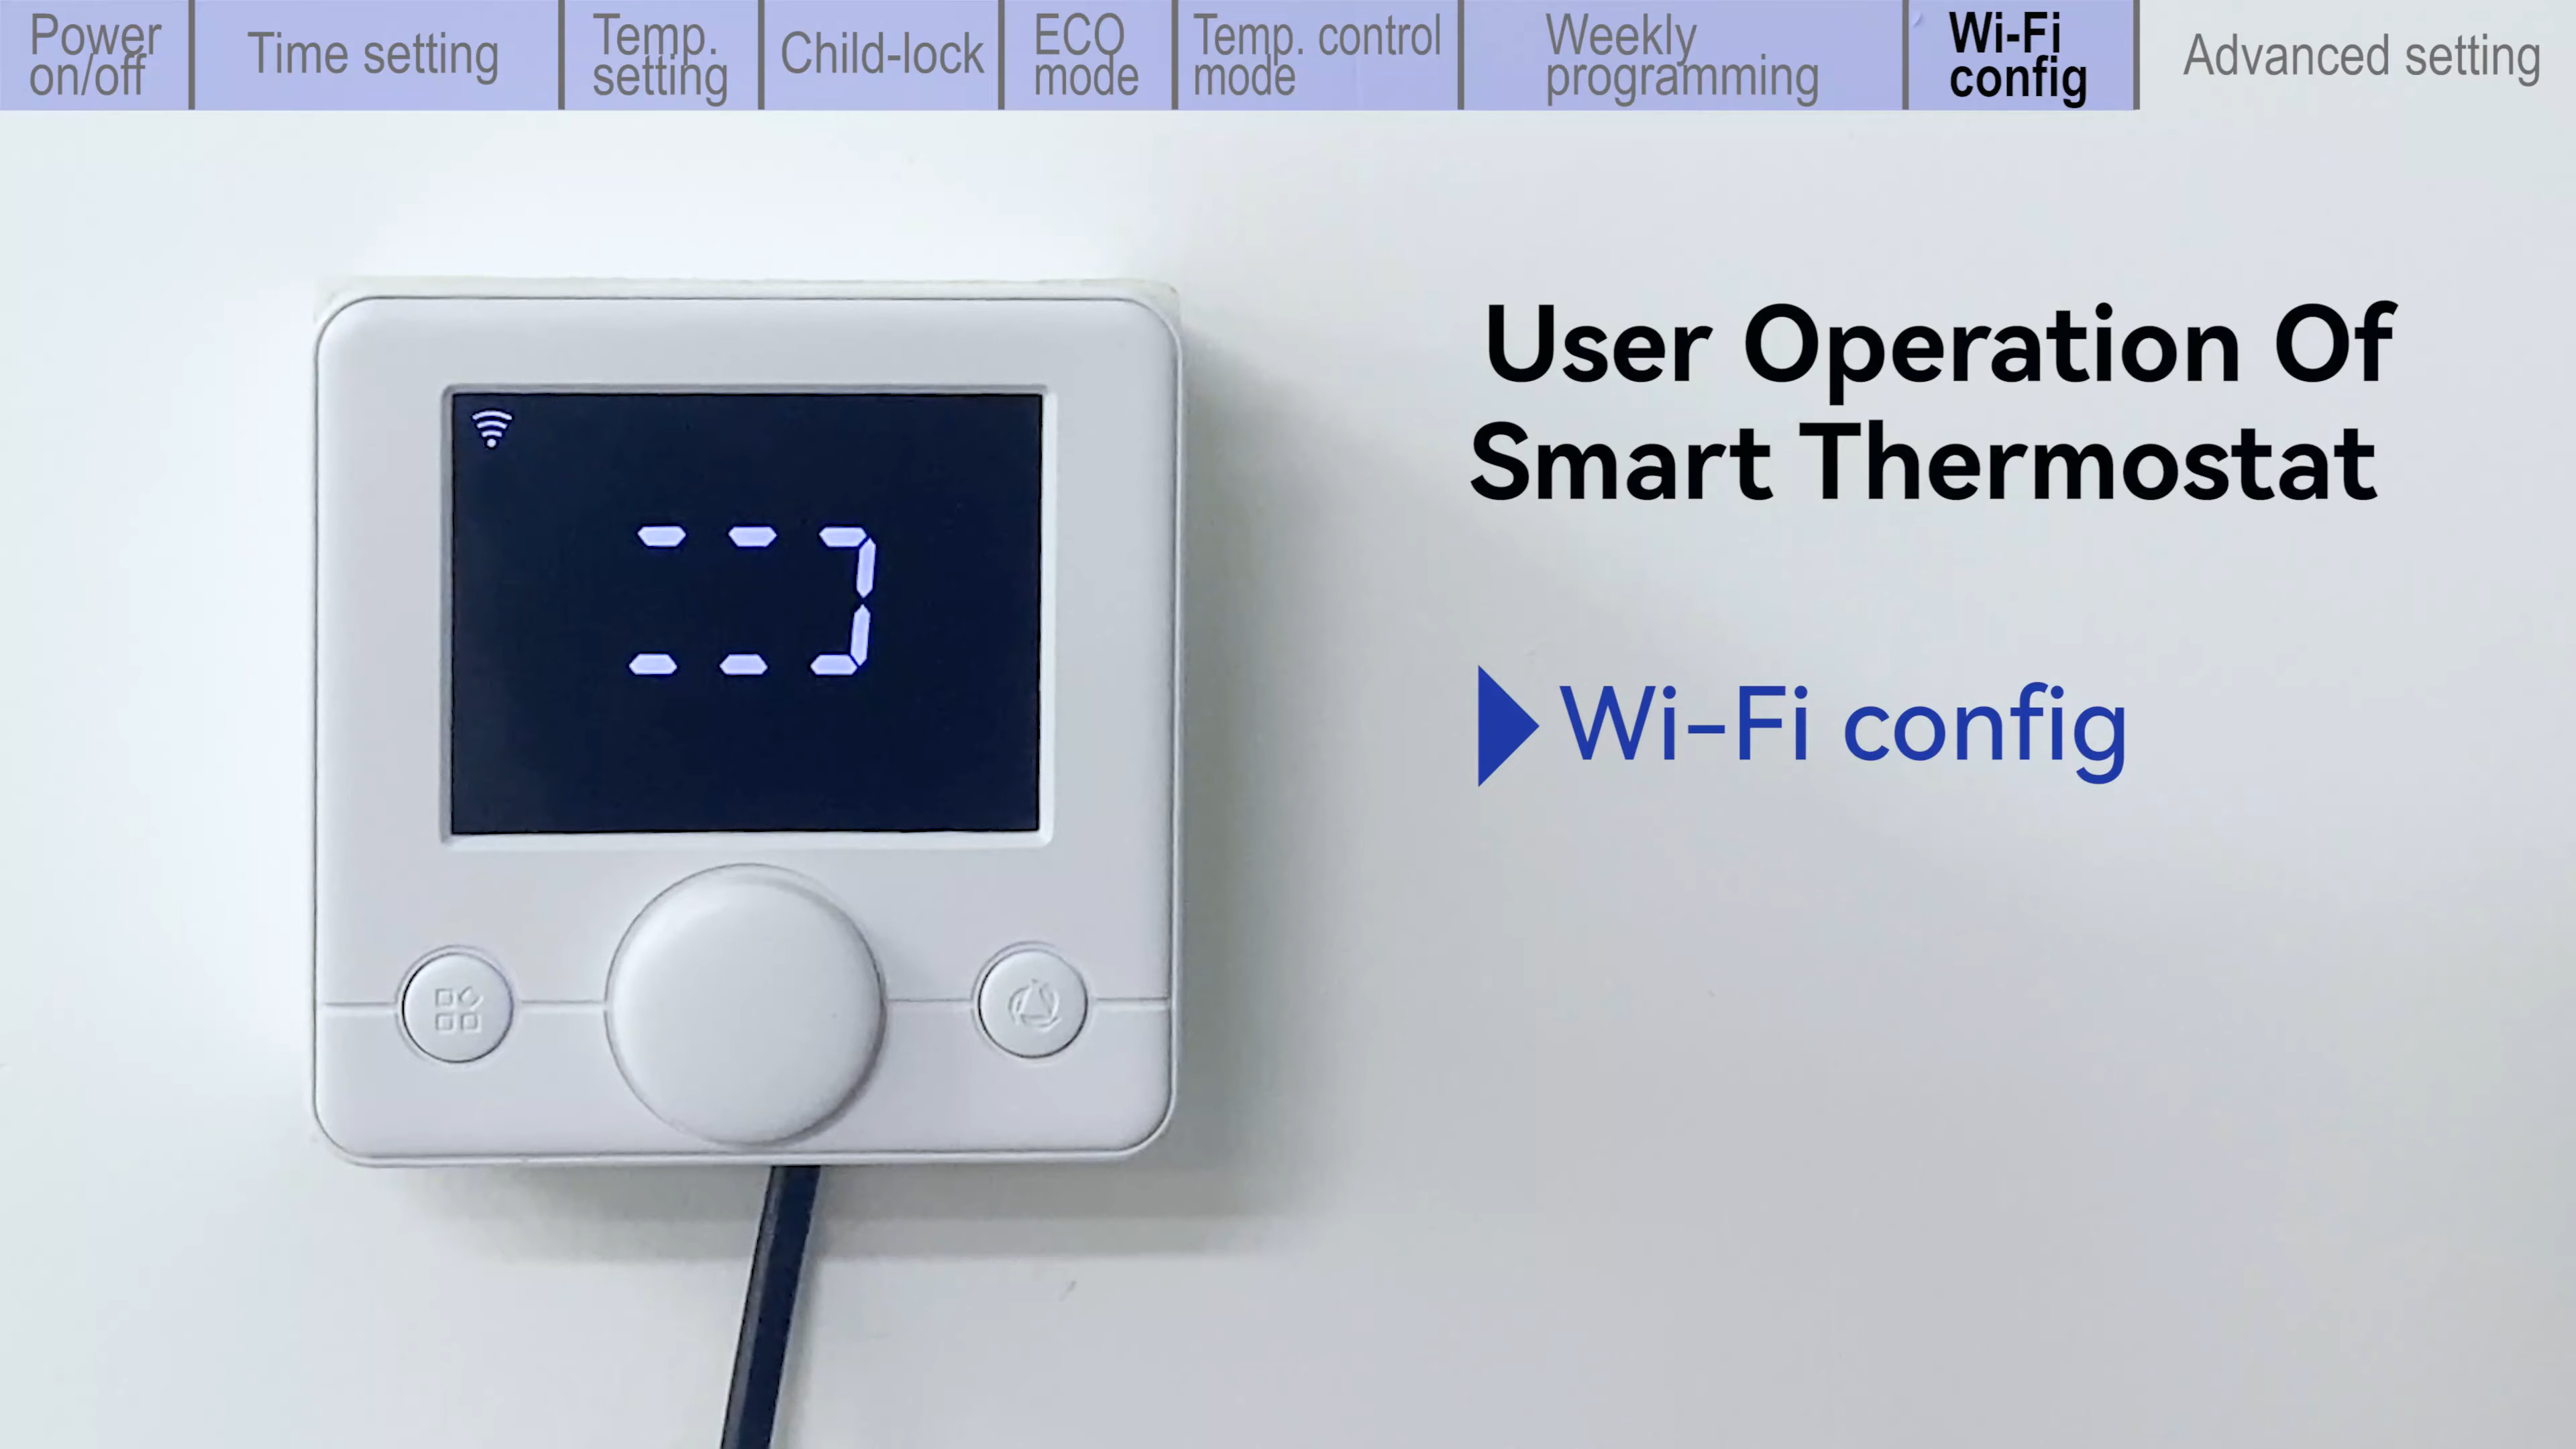 Power
on/off
Time setting
Temp.
setting
Child-lock
ECO
mode
Temp. control
mode
Weekly
programming
Wi-Fi
config
Advanced setting
User Operation Of
Smart Thermostat
Wi-Fi config